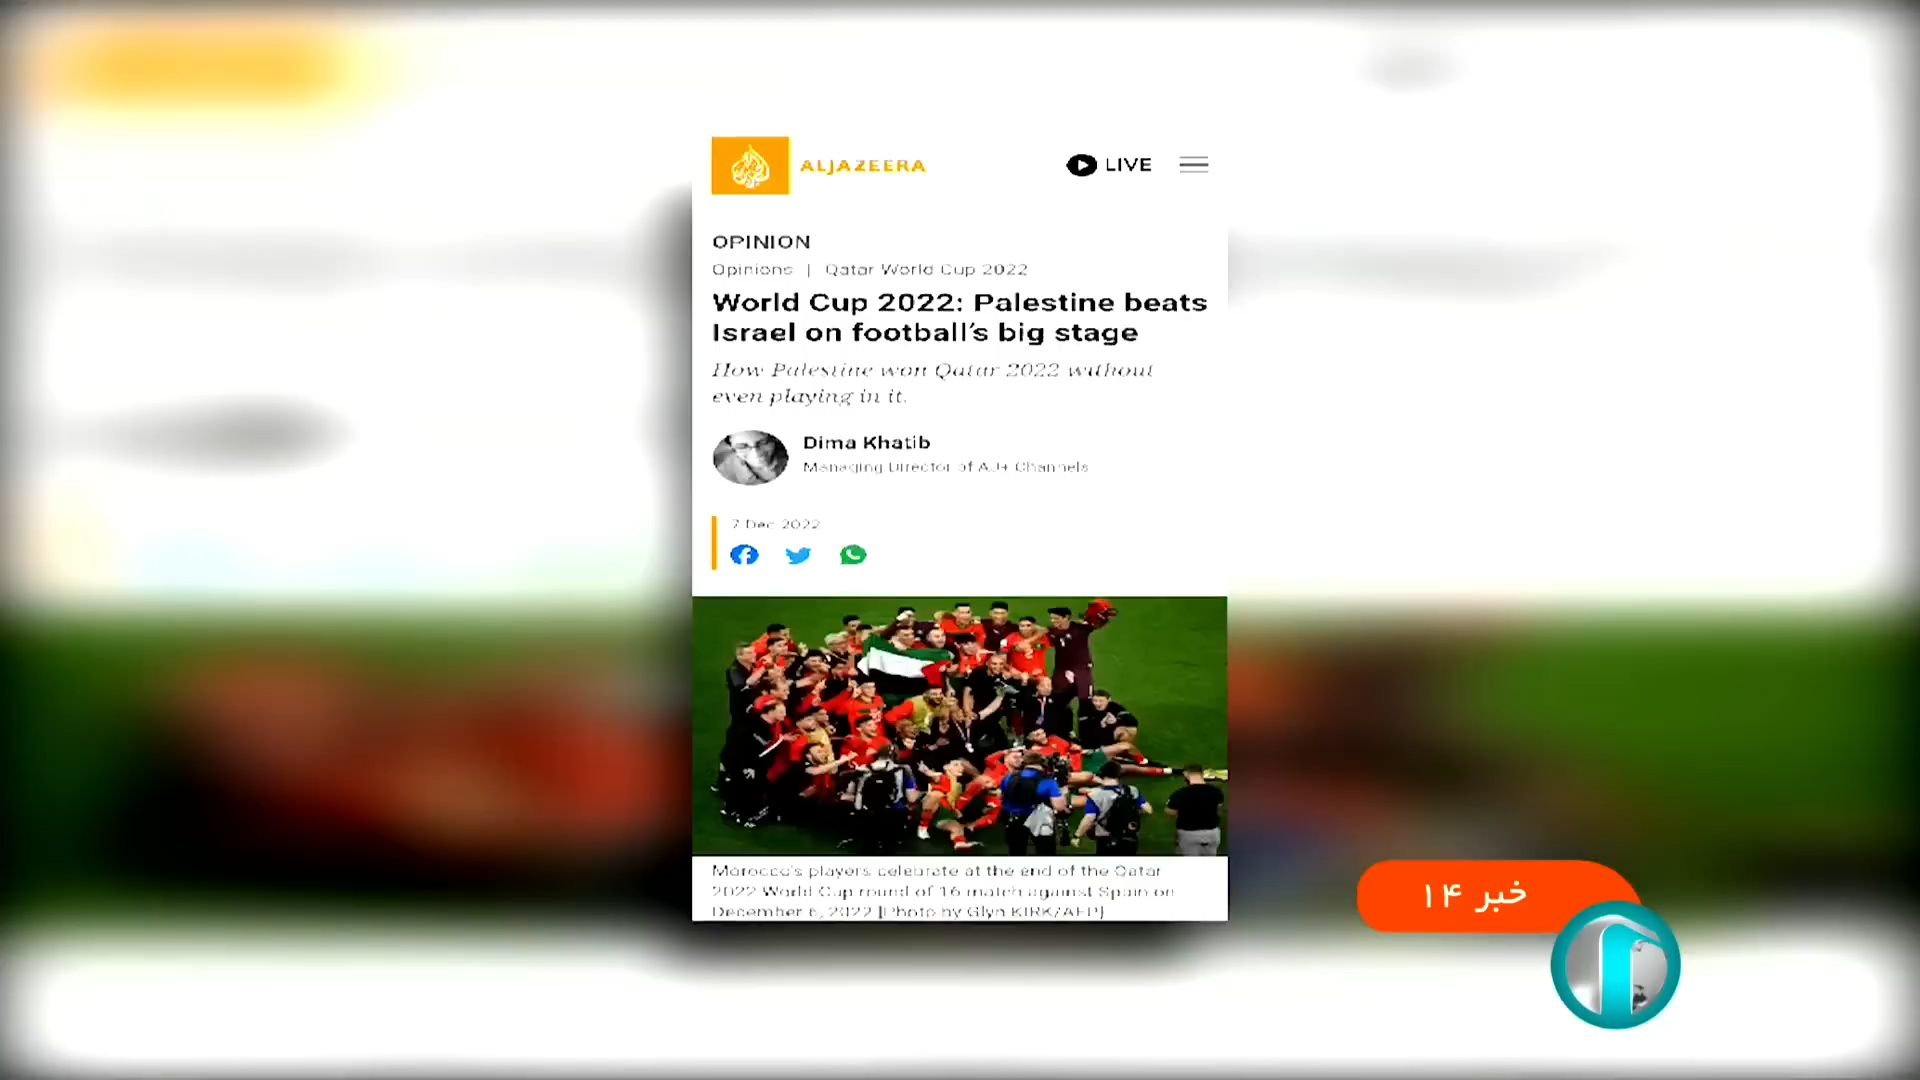 ALJAZEERA
LIVE
OPINION
Opinions | Qatar World Cup 2022
World Cup 2022: Palestine beats
Israel on football’s big stage
How Palestine won Qatar 2022 without
even playing in it.
Dima Khatib
Managing Director of AJ+ Channels
7 Dec 2022
Morocco's players celebrate at the end of the Qatar
2022 World Cup round of 16 match against Spain on
December 6, 2022 [Photo by Glyn KIRK/AFP]
خبر ۱۴